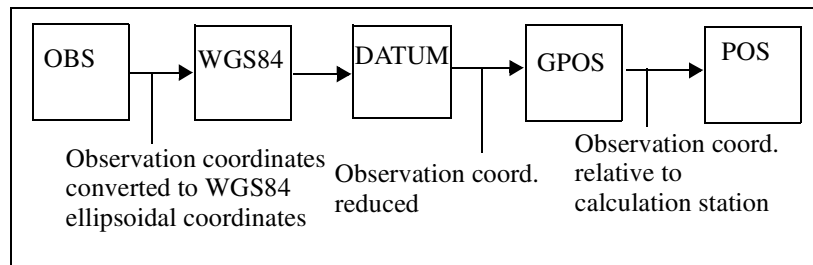 OBS
WGS84
DATUM
GPOS
POS
Observation coordinates
converted to WGS84
ellipsoidal coordinates
Observation coord.
reduced
Observation coord.
relative to
calculation station